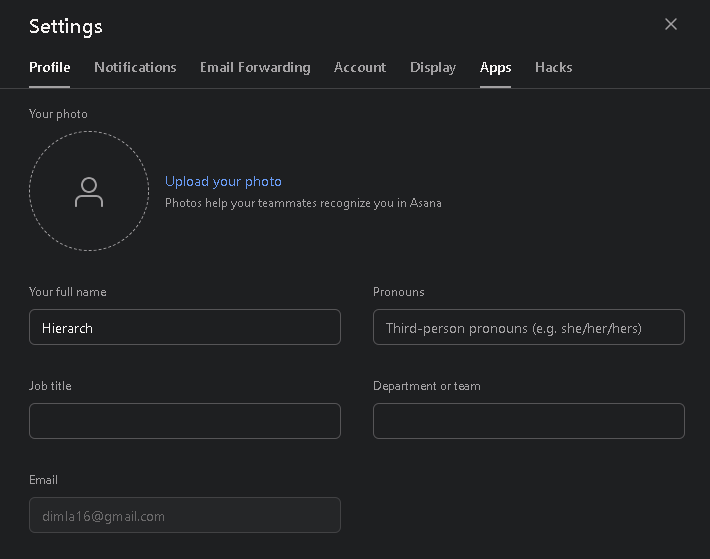 Settings
Profile Notifications Email Forwarding Account Display Apps Hacks
Your photo
Upload your photo
Photos help your teammates recognize you in Asana
Your full name Pronouns
Hierarch Third-person pronouns (e.g. she/her/hers)
Job title Department or team
Email
dimla16@gmail.com